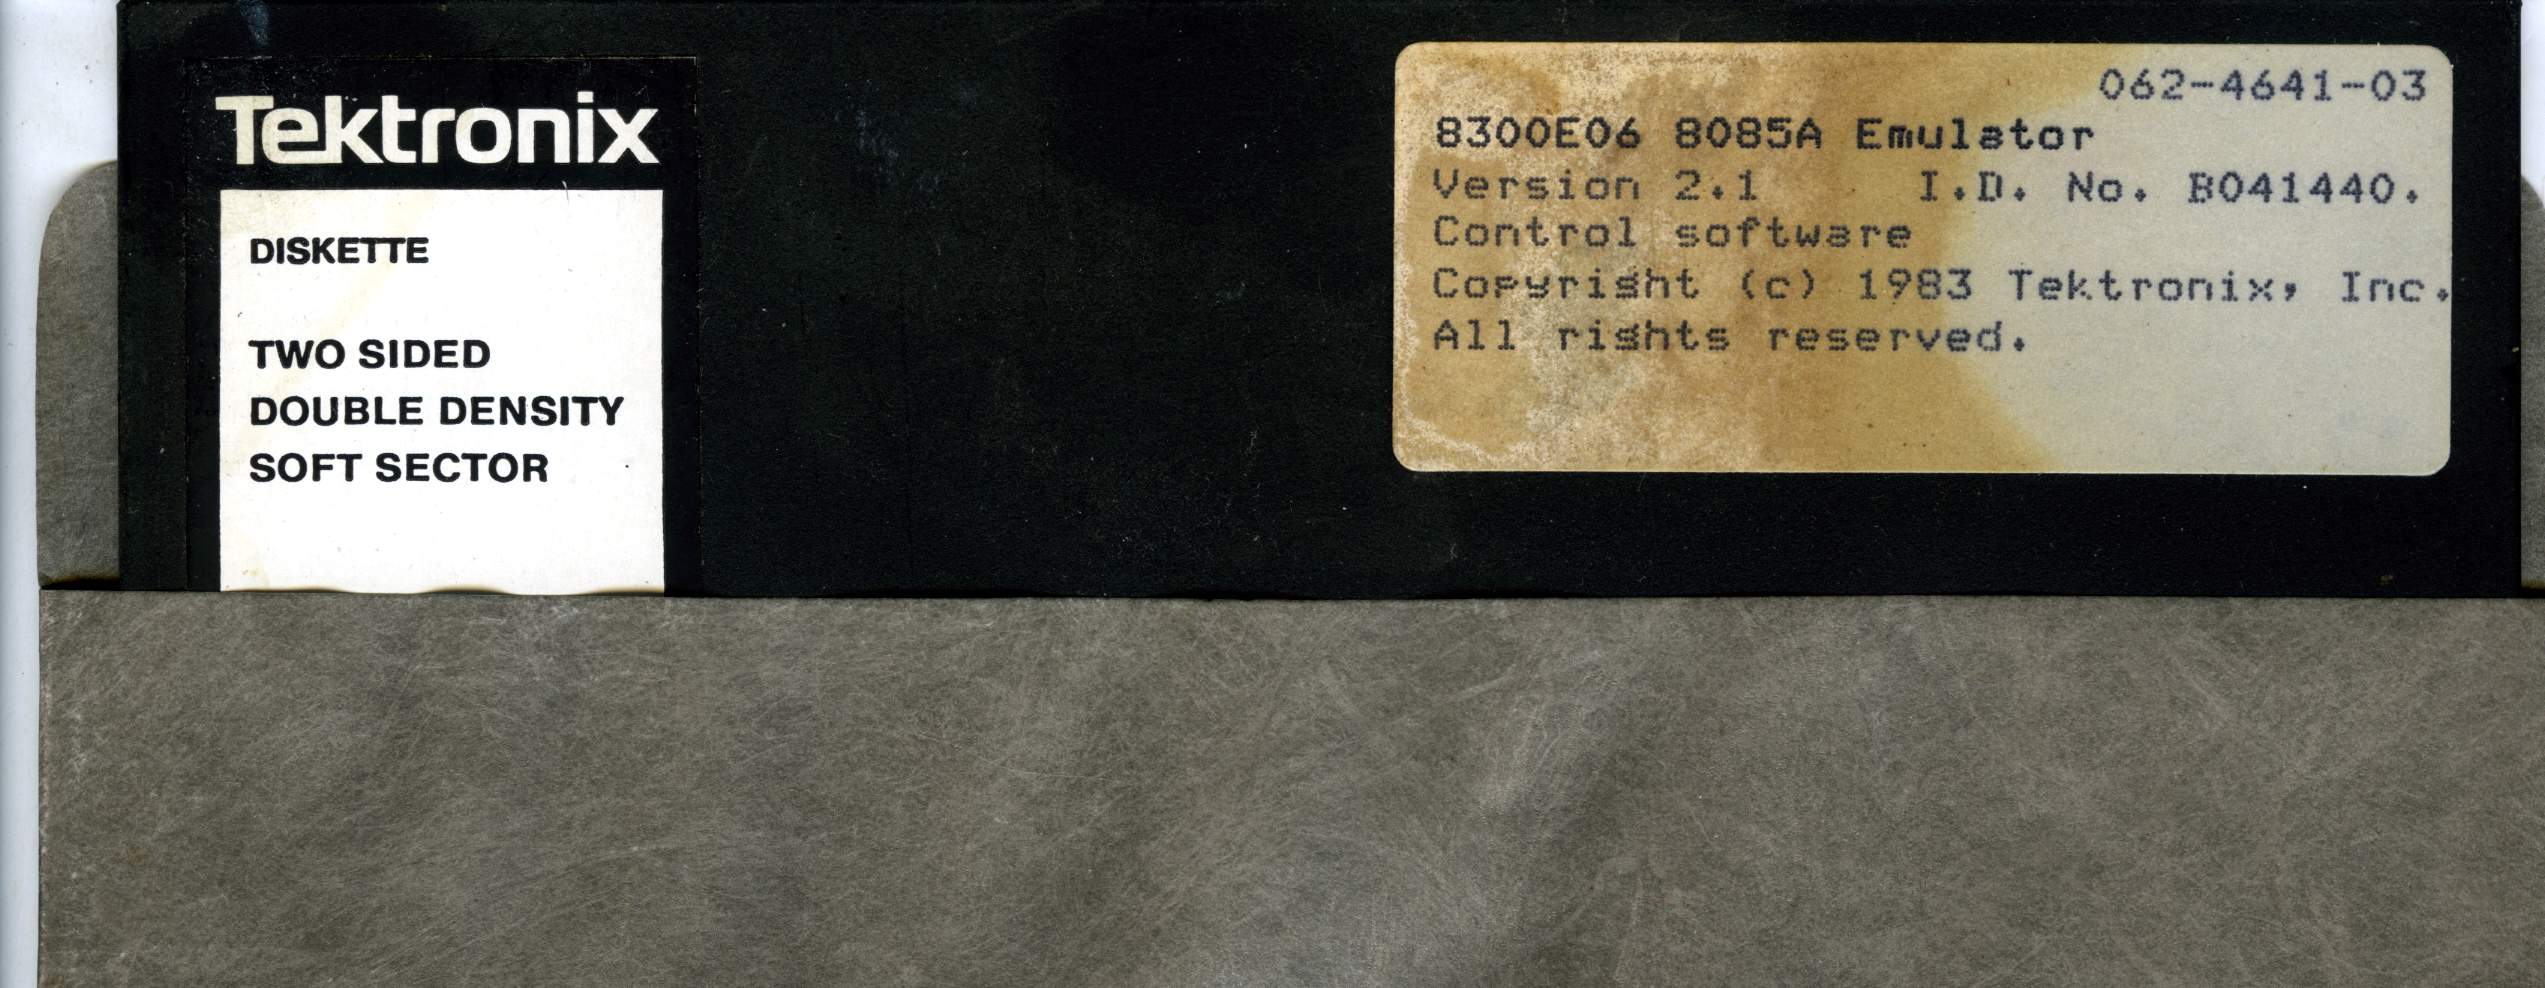 Tektronix
DISKETTE
TWO SIDED
DOUBLE DENSITY
SOFT SECTOR
062-4641-03
8300E06 8085A Emulator
Version 2.1 I.D. No. B041440.
Control software
Copyright (c) 1983 Tektronix, Inc.
All rights reserved.